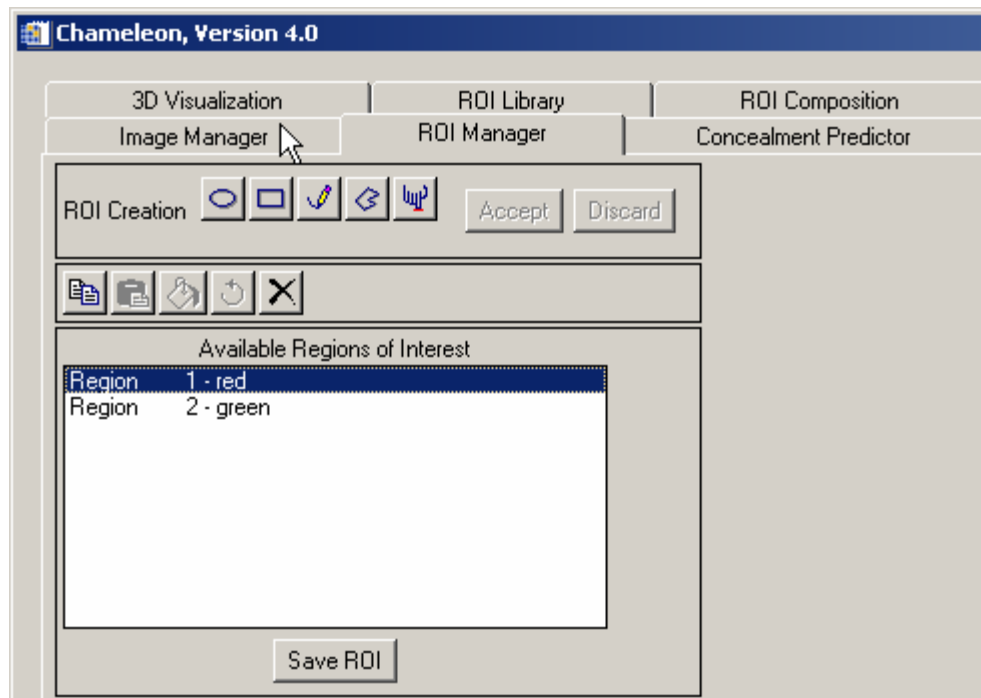 Chameleon, Version 4.0
3D Visualization ROI Library ROI Composition
Image Manager ROI Manager Concealment Predictor
ROI Creation Accept Discard
Available Regions of Interest
Region 1 - red
Region 2 - green
Save ROI